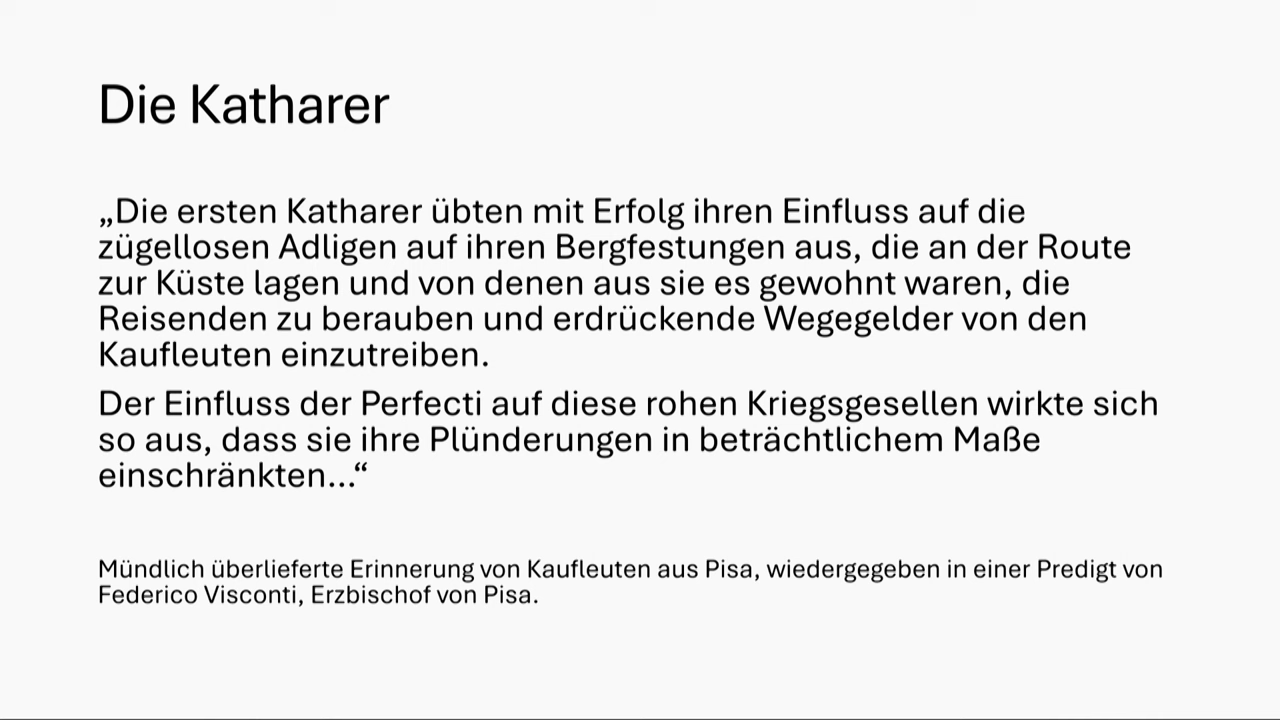 Die Katharer
„Die ersten Katharer übten mit Erfolg ihren Einfluss auf die
zügellosen Adligen auf ihren Bergfestungen aus, die an der Route
zur Küste lagen und von denen aus sie es gewohnt waren, die
Reisenden zu berauben und erdrückende Wegegelder von den
Kaufleuten einzutreiben.
Der Einfluss der Perfecti auf diese rohen Kriegsgesellen wirkte sich
so aus, dass sie ihre Plünderungen in beträchtlichem Maße
einschränkten...“
Mündlich überlieferte Erinnerung von Kaufleuten aus Pisa, wiedergegeben in einer Predigt von
Federico Visconti, Erzbischof von Pisa.